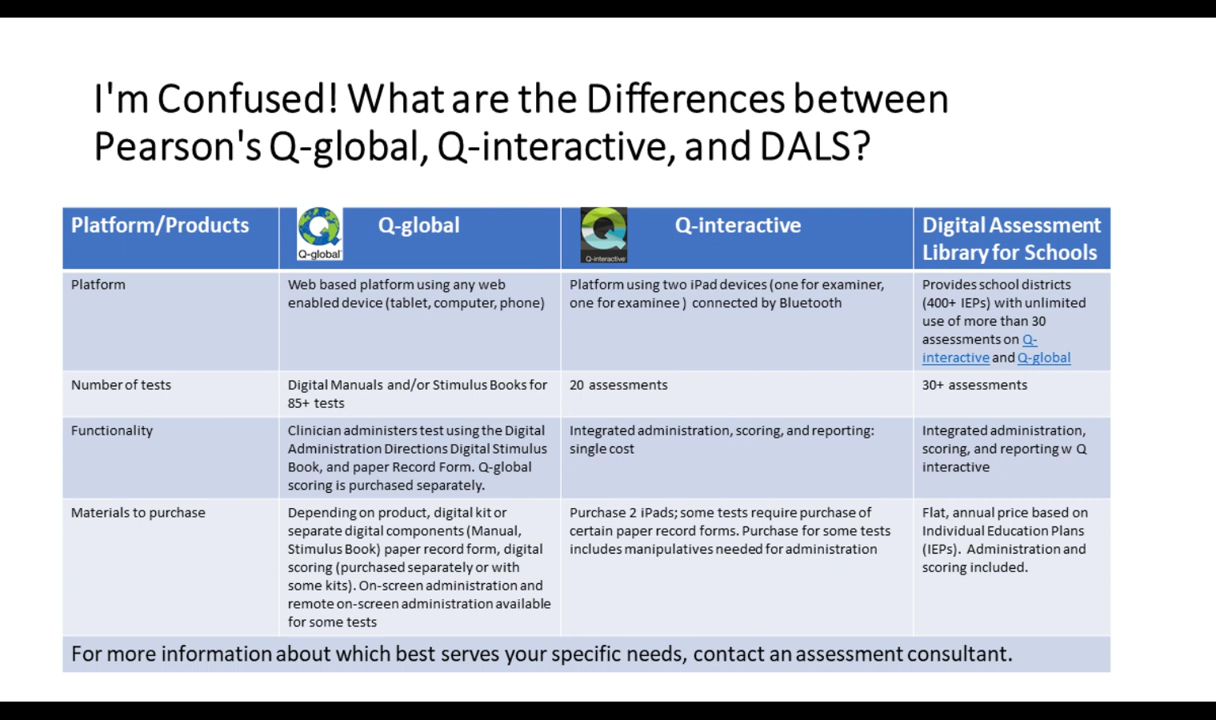 I'm Confused! What are the Differences between
Pearson's Q-global, Q-interactive, and DALS?
Platform/Products
Q-global
Q-global
Q-interactive
Q-interactive
Digital Assessment
Library for Schools
Platform
Web based platform using any web
enabled device (tablet, computer, phone)
Platform using two iPad devices (one for examiner,
one for examinee ) connected by Bluetooth
Provides school districts
(400+ IEPs) with unlimited
use of more than 30
assessments on Q-
interactive and Q-global
Number of tests
Digital Manuals and/or Stimulus Books for
85+ tests
20 assessments
30+ assessments
Functionality
Clinician administers test using the Digital
Administration Directions Digital Stimulus
Book, and paper Record Form. Q-global
scoring is purchased separately.
Integrated administration, scoring, and reporting:
single cost
Integrated administration,
scoring, and reporting w Q
interactive
Materials to purchase
Depending on product, digital kit or
separate digital components (Manual,
Stimulus Book) paper record form, digital
scoring (purchased separately or with
some kits). On-screen administration and
remote on-screen administration available
for some tests
Purchase 2 iPads; some tests require purchase of
certain paper record forms. Purchase for some tests
includes manipulatives needed for administration
Flat, annual price based on
Individual Education Plans
(IEPs). Administration and
scoring included.
For more information about which best serves your specific needs, contact an assessment consultant.